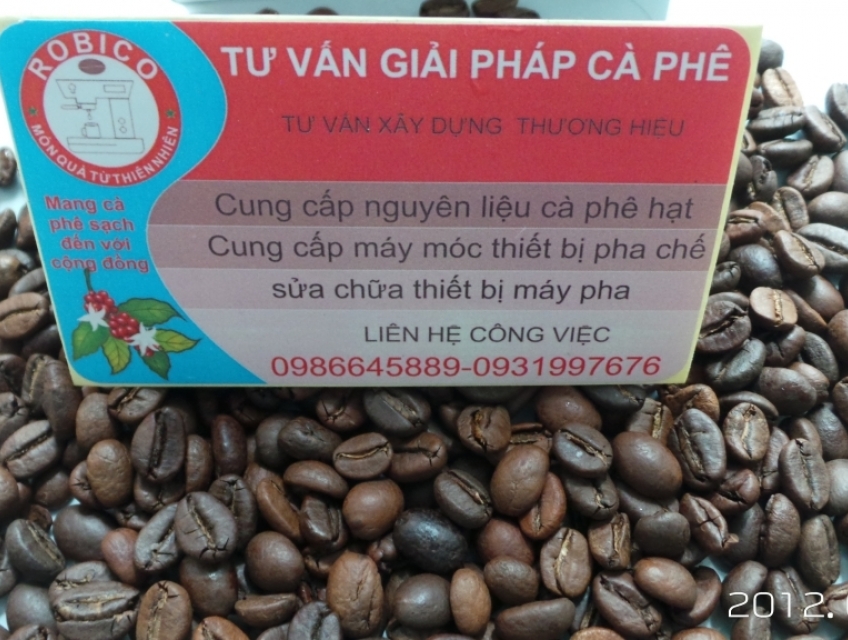 ROBICO
MÓN QUÀ TỪ THIÊN NHIÊN
Mang cà
phê sạch
đến với
cộng đồng
TƯ VẤN GIẢI PHÁP CÀ PHÊ
TƯ VẤN XÂY DỰNG THƯƠNG HIỆU
Cung cấp nguyên liệu cà phê hạt
Cung cấp máy móc thiết bị pha chế
sửa chữa thiết bị máy pha
LIÊN HỆ CÔNG VIỆC
0986645889-0931997676
2012.